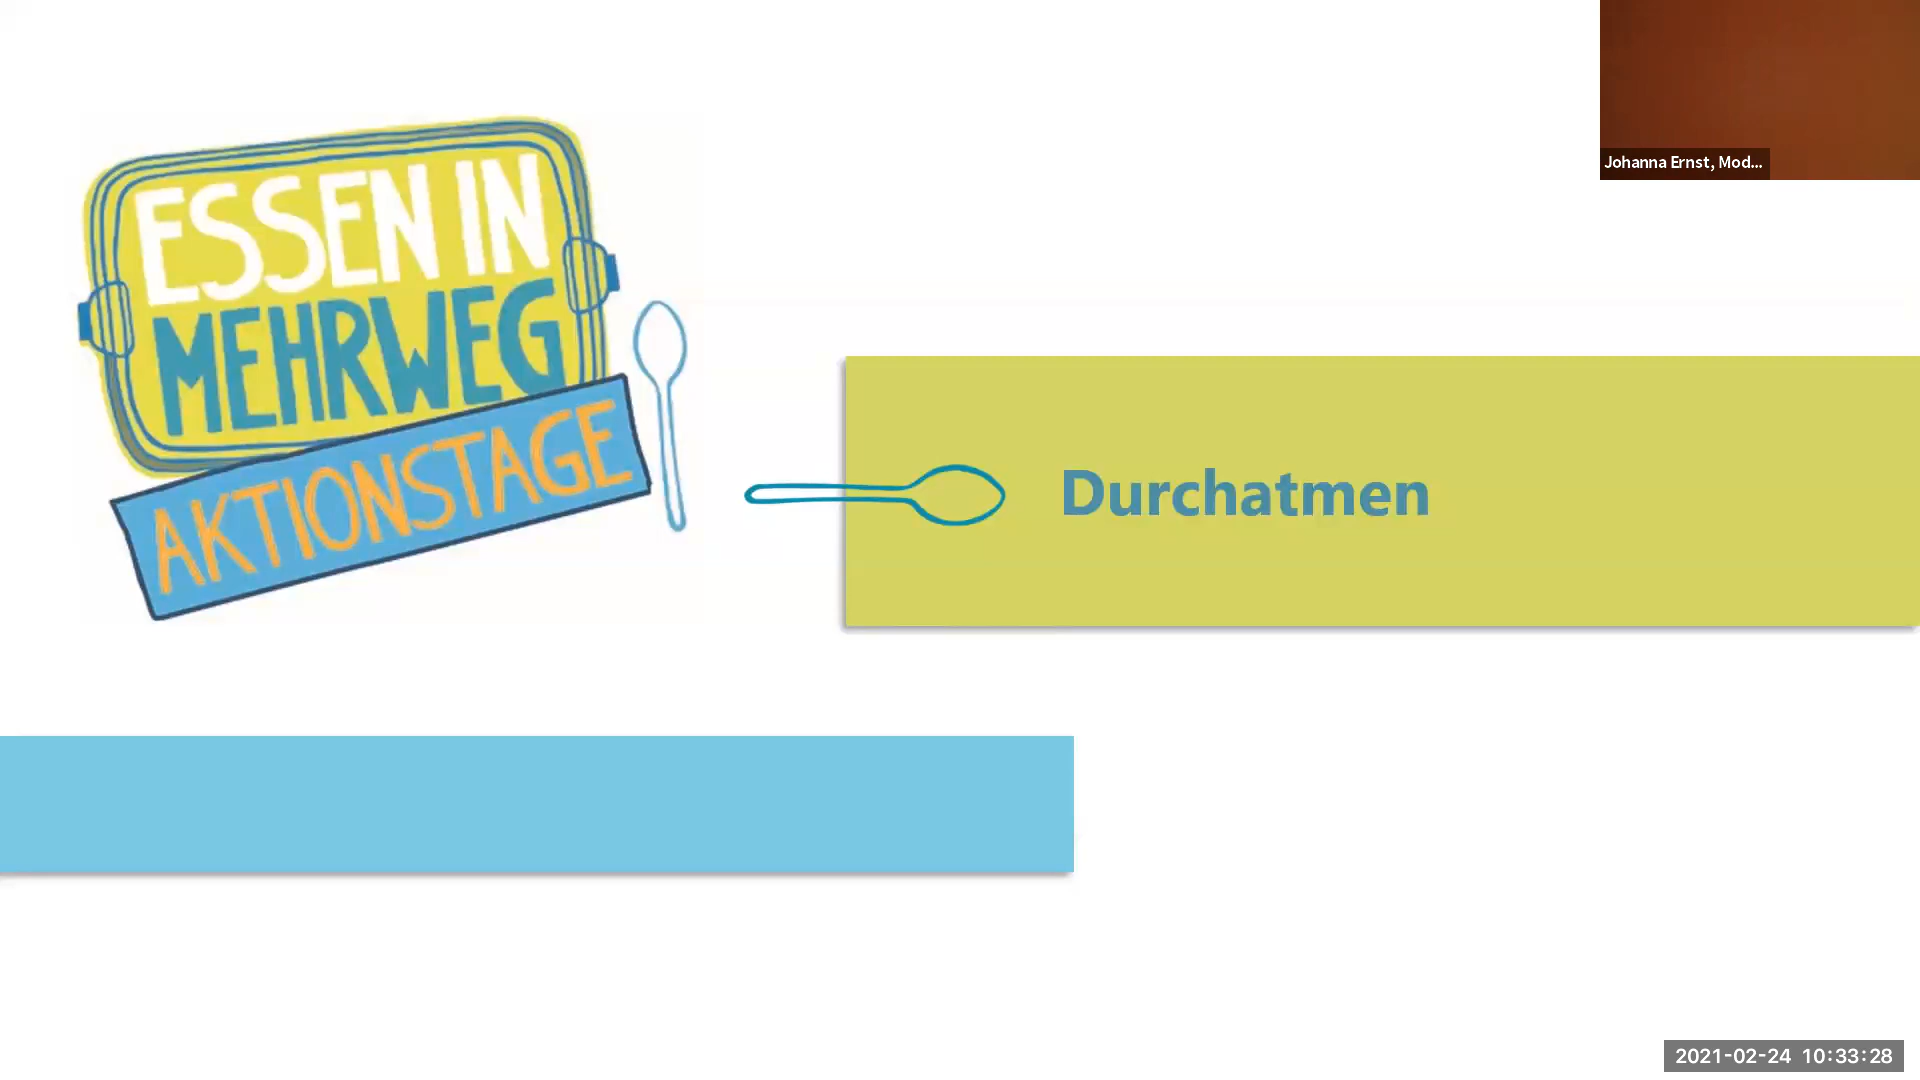 Johanna Ernst, Mod...
ESSEN IN
MEHRWEG
AKTIONSTAGE
Durchatmen
2021-02-24 10:33:28